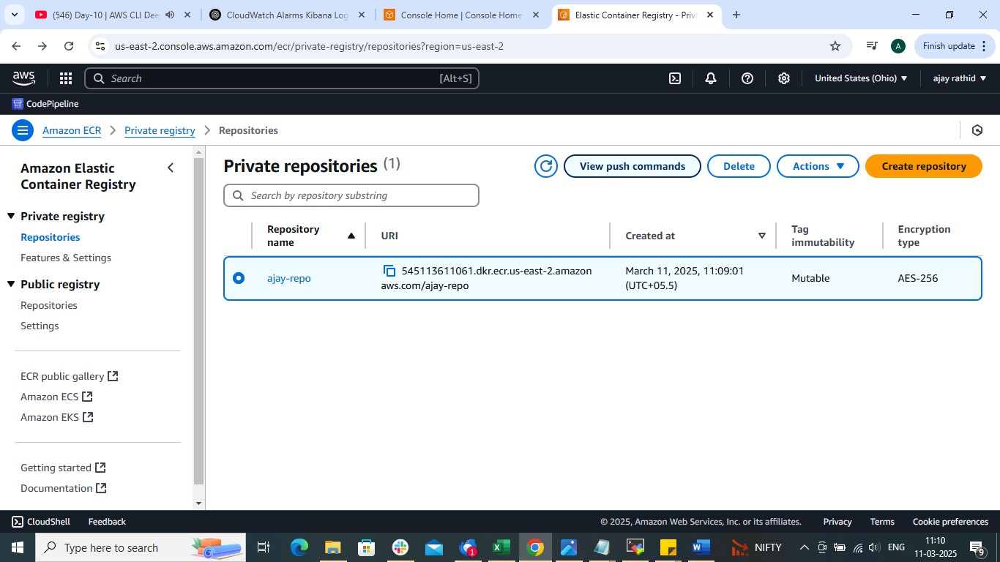 (546) Day-10 | AWS CLI Dee
CloudWatch Alarms Kibana Log
Console Home | Console Home
Elastic Container Registry - Priv
us-east-2.console.aws.amazon.com/ecr/private-registry/repositories?region=us-east-2
A
Finish update
aws
Search
[Alt+S]
United States (Ohio)
ajay rathid
CodePipeline
Amazon ECR
Private registry
Repositories
Amazon Elastic
Container Registry
Private registry
Repositories
Features & Settings
Public registry
Repositories
Settings
ECR public gallery
Amazon ECS
Amazon EKS
Getting started
Documentation
Private repositories (1)
View push commands
Delete
Actions
Create repository
Search by repository substring
Repository
name
URI
Created at
Tag
immutability
Encryption
type
ajay-repo
545113611061.dkr.ecr.us-east-2.amazon
aws.com/ajay-repo
March 11, 2025, 11:09:01
(UTC+05.5)
Mutable
AES-256
CloudShell
Feedback
© 2025, Amazon Web Services, Inc. or its affiliates.
Privacy
Terms
Cookie preferences
Type here to search
1
NIFTY
ENG
11:10
11-03-2025
9